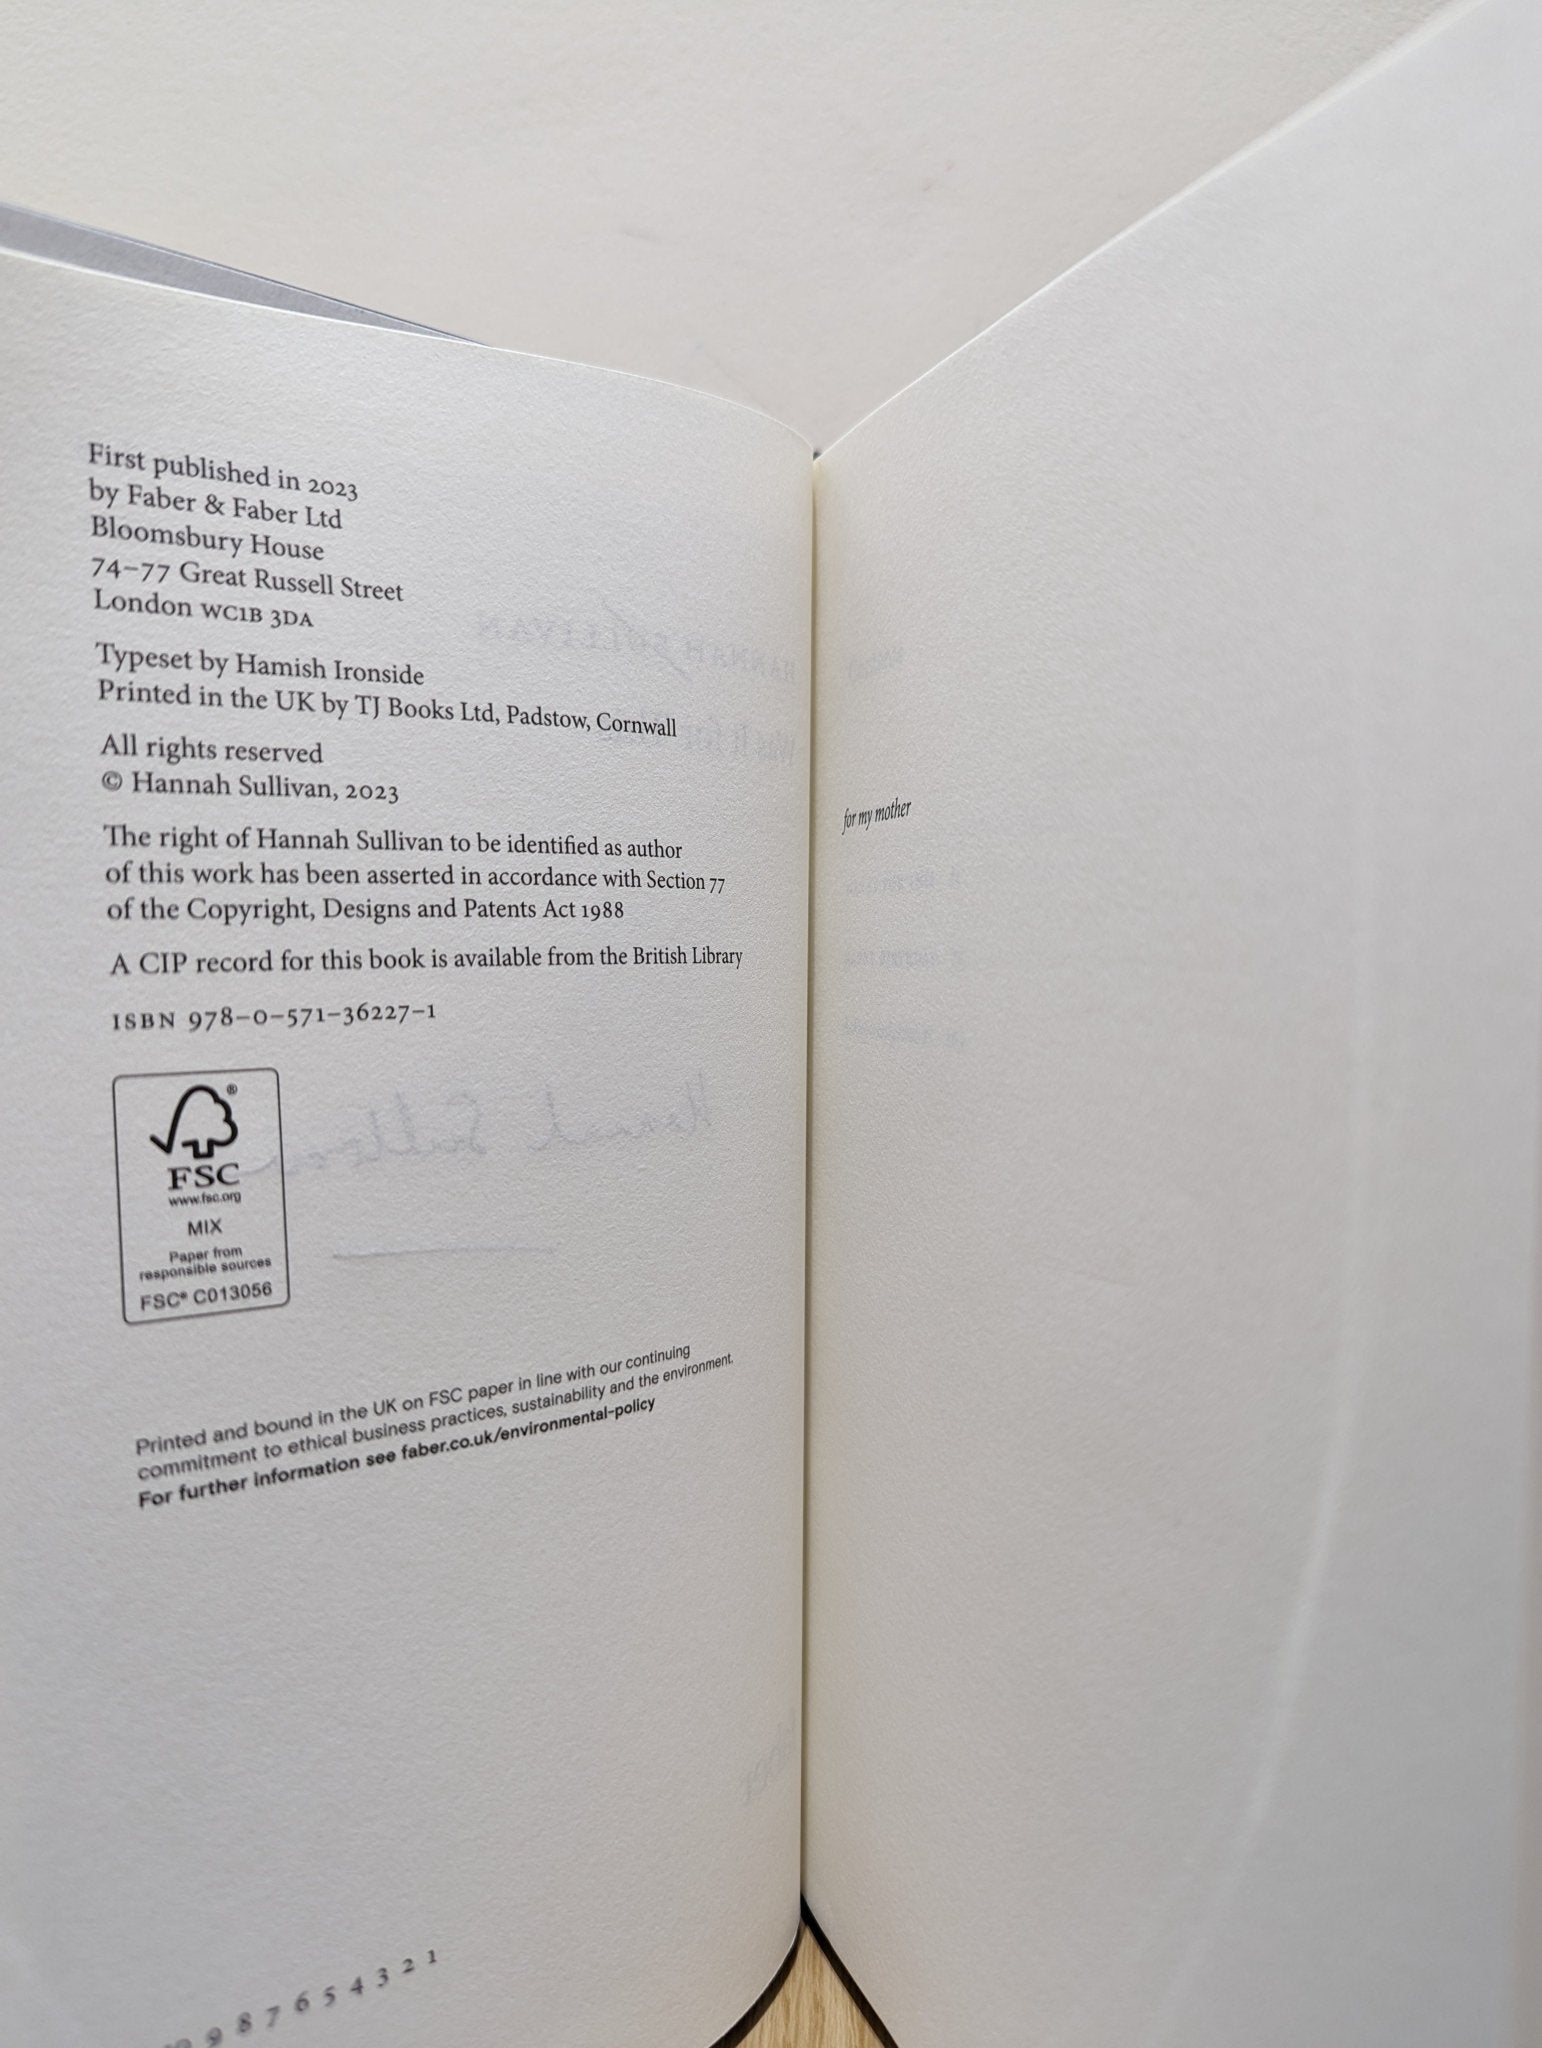 First published in 2023
by Faber & Faber Ltd
Bloomsbury House
74–77 Great Russell Street
London WC1B 3DA
Typeset by Hamish Ironside
Printed in the UK by TJ Books Ltd, Padstow, Cornwall
All rights reserved
© Hannah Sullivan, 2023
The right of Hannah Sullivan to be identified as author
of this work has been asserted in accordance with Section 77
of the Copyright, Designs and Patents Act 1988
A CIP record for this book is available from the British Library
ISBN 978–0–571–36227–1
®
FSC
www.fsc.org
MIX
Paper from
responsible sources
FSC® C013056
Printed and bound in the UK on FSC paper in line with our continuing
commitment to ethical business practices, sustainability and the environment.
For further information see faber.co.uk/environmental-policy
9 8 7 6 5 4 3 2 1
for my mother
HANNAH SULLIVAN